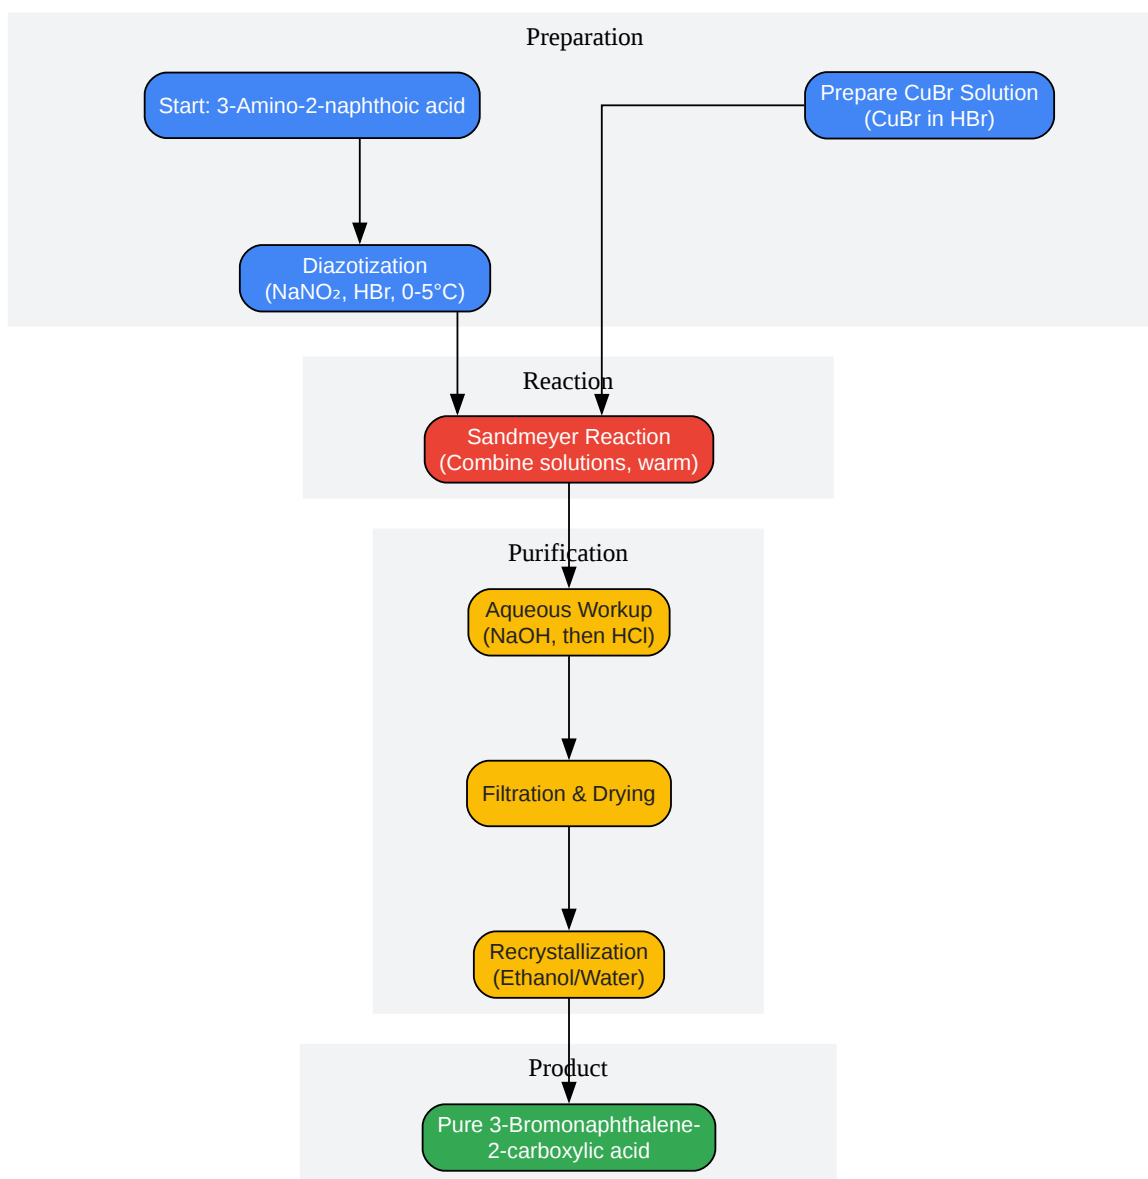 Preparation
Start: 3-Amino-2-naphthoic acid
Prepare CuBr Solution
(CuBr in HBr)
Diazotization
(NaNO₂, HBr, 0-5°C)
Reaction
Sandmeyer Reaction
(Combine solutions, warm)
Purification
Aqueous Workup
(NaOH, then HCl)
Filtration & Drying
Recrystallization
(Ethanol/Water)
Product
Pure 3-Bromonaphthalene-
2-carboxylic acid